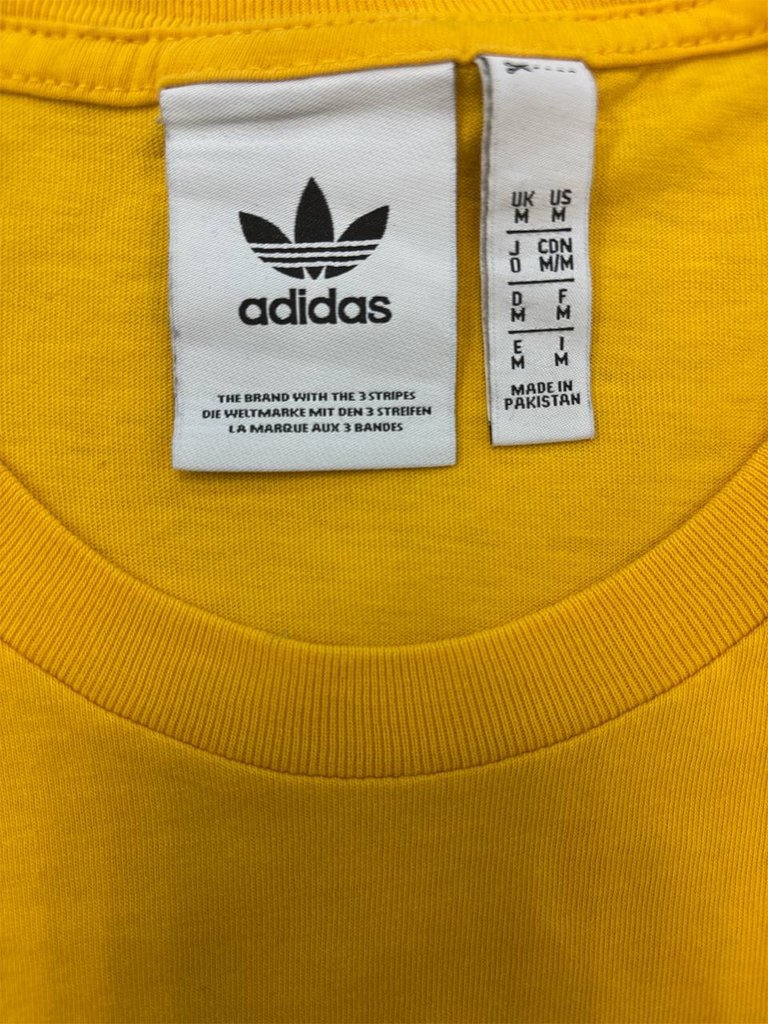 adidas
THE BRAND WITH THE 3 STRIPES
DIE WELTMARKE MIT DEN 3 STREIFEN
LA MARQUE AUX 3 BANDES
UK US
M M
J CDN
O M/M
D F
M M
E I
M M
MADE IN
PAKISTAN